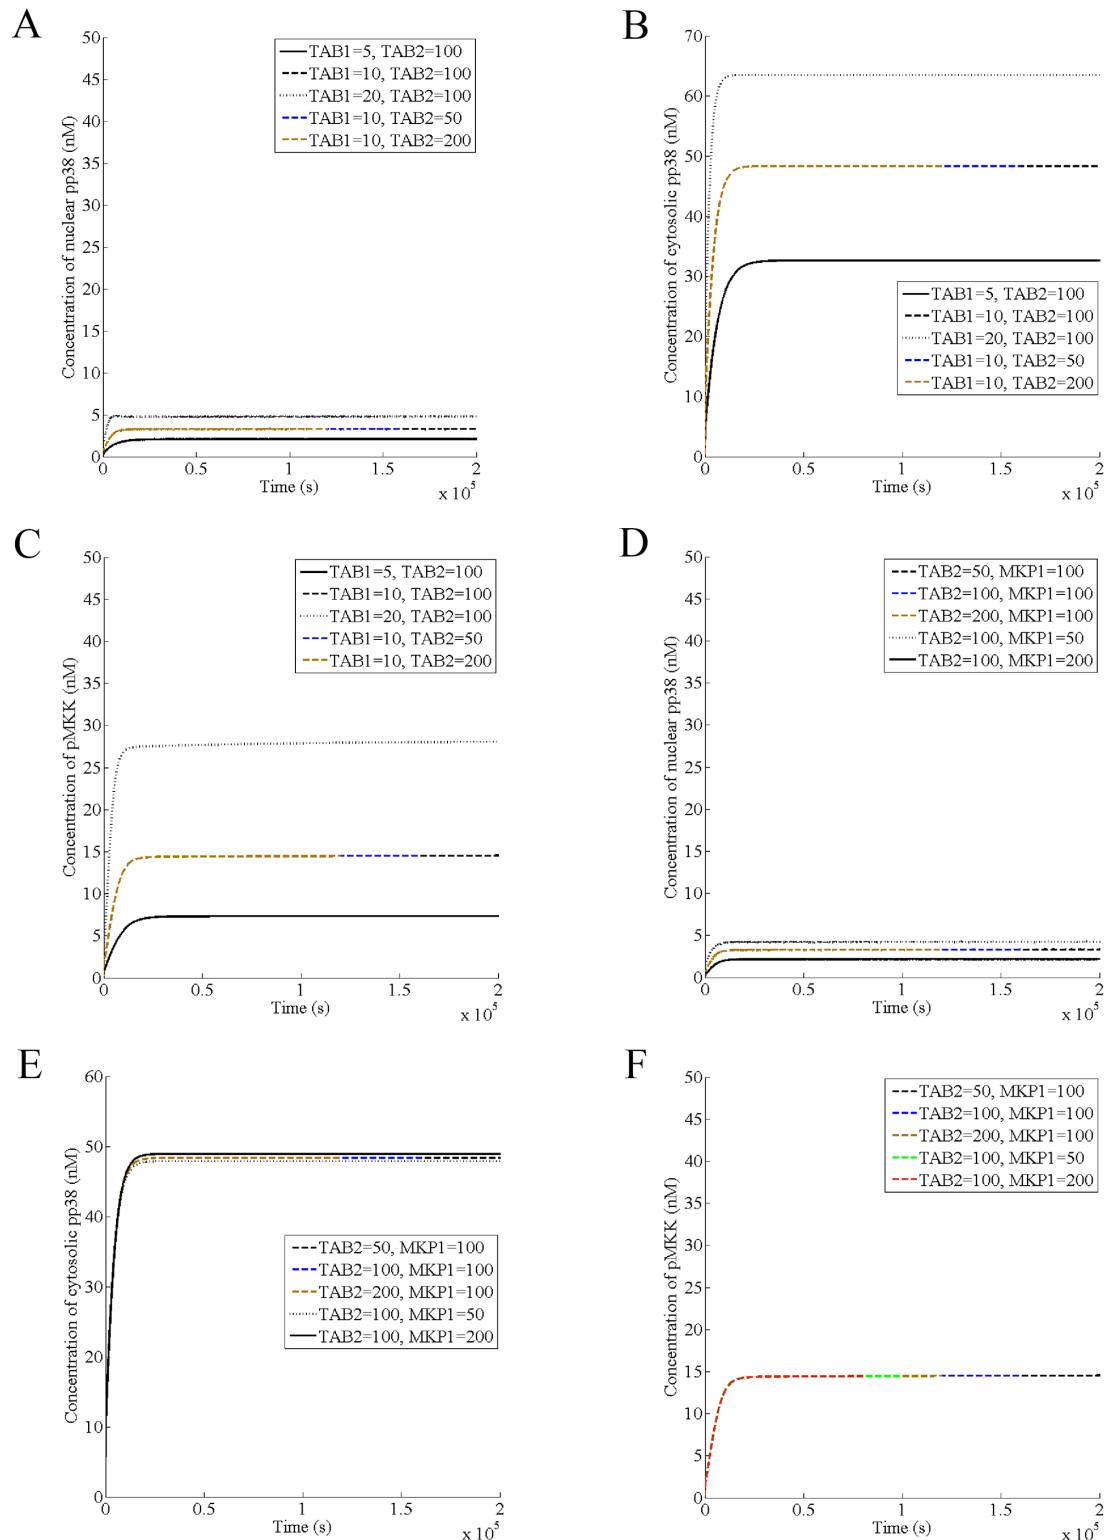 A
Concentration of nuclear pp38 (nM)
50
45
40
35
30
25
20
15
10
5
0
TAB1=5, TAB2=100
TAB1=10, TAB2=100
TAB1=20, TAB2=100
TAB1=10, TAB2=50
TAB1=10, TAB2=200
0 0.5 1 1.5 2
Time (s)
x 10^5
B
Concentration of cytosolic pp38 (nM)
70
60
50
40
30
20
10
0
TAB1=5, TAB2=100
TAB1=10, TAB2=100
TAB1=20, TAB2=100
TAB1=10, TAB2=50
TAB1=10, TAB2=200
0 0.5 1 1.5 2
Time (s)
x 10^5
C
Concentration of pMKK (nM)
50
45
40
35
30
25
20
15
10
5
0
TAB1=5, TAB2=100
TAB1=10, TAB2=100
TAB1=20, TAB2=100
TAB1=10, TAB2=50
TAB1=10, TAB2=200
0 0.5 1 1.5 2
Time (s)
x 10^5
D
Concentration of nuclear pp38 (nM)
50
45
40
35
30
25
20
15
10
5
0
TAB2=50, MKP1=100
TAB2=100, MKP1=100
TAB2=200, MKP1=100
TAB2=100, MKP1=50
TAB2=100, MKP1=200
0 0.5 1 1.5 2
Time (s)
x 10^5
E
Concentration of cytosolic pp38 (nM)
60
50
40
30
20
10
0
TAB2=50, MKP1=100
TAB2=100, MKP1=100
TAB2=200, MKP1=100
TAB2=100, MKP1=50
TAB2=100, MKP1=200
0 0.5 1 1.5 2
Time (s)
x 10^5
F
Concentration of pMKK (nM)
50
45
40
35
30
25
20
15
10
5
0
TAB2=50, MKP1=100
TAB2=100, MKP1=100
TAB2=200, MKP1=100
TAB2=100, MKP1=50
TAB2=100, MKP1=200
0 0.5 1 1.5 2
Time (s)
x 10^5